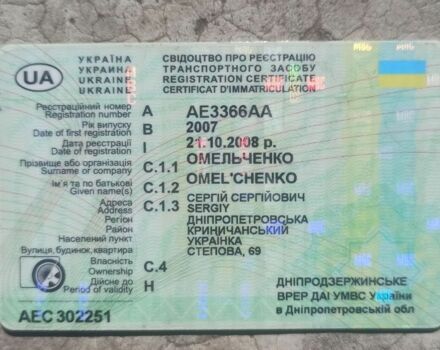 УКРАЇНА
УКРАИНА
UKRAINE
UKRAINE
UA
СВІДОЦТВО ПРО РЕЄСТРАЦІЮ
ТРАНСПОРТНОГО ЗАСОБУ
REGISTRATION CERTIFICATE
CERTIFICAT D'IMMATRICULATION
Реєстраційний номер
Registration number A AE3366AA
Рік випуску
Date of first registration B 2007
Дата реєстрації I 21.10.2008 р.
Прізвище або організація
Surname or company C.1.1 ОМЕЛЬЧЕНКО
OMEL'CHENKO
Ім'я та по батькові
Given name(s) C.1.2 СЕРГІЙ СЕРГІЙОВИЧ
SERGIY
Адреса
Address C.1.3
Регіон ДНІПРОПЕТРОВСЬКА
Район КРИНИЧАНСЬКИЙ
Населений пункт УКРАЇНКА
Вулиця, будинок, квартира СТЕПОВА, 69
Власність
Ownership C.4
Дійсне до
Period of validity H
ДНІПРОДЗЕРЖИНСЬКЕ
ВРЕР ДАІ УМВС України
в Дніпропетровській обл
AEC 302251